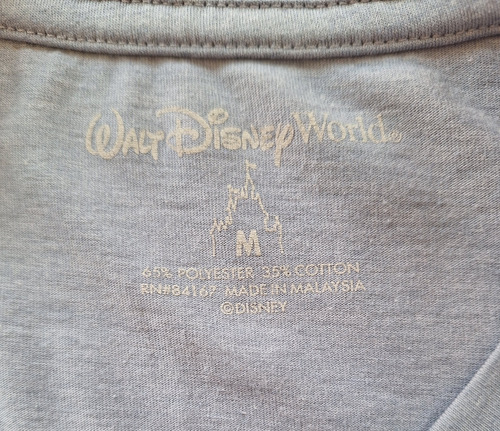 WALT DISNEY World®
M
65% POLYESTER 35% COTTON
RN#84167 MADE IN MALAYSIA
©DISNEY